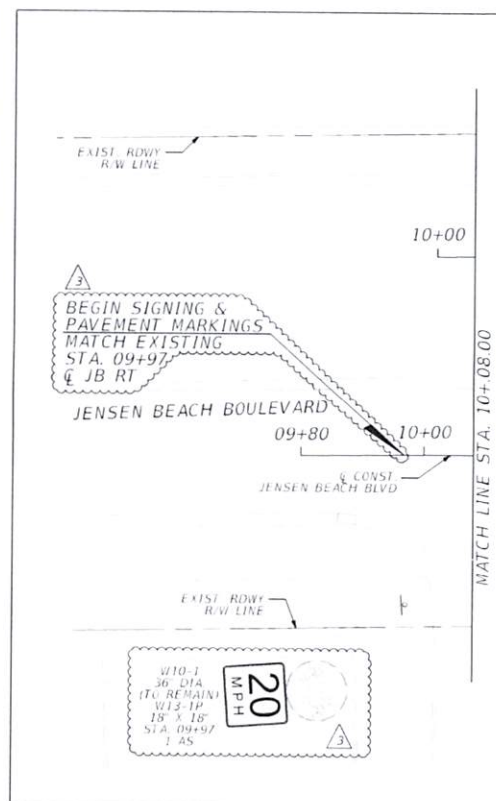 EXIST. RDWY
R/W LINE
10+00
3
BEGIN SIGNING &
PAVEMENT MARKINGS
MATCH EXISTING
STA. 09+97
℄ JB RT
JENSEN BEACH BOULEVARD
09+80
10+00
℄ CONST.
JENSEN BEACH BLVD
MATCH LINE STA. 10+.08.00
EXIST. RDWY
R/W LINE
W10-1
36" DIA
(TO REMAIN)
W13-1P
18" X 18"
STA. 09+97
1 AS
20
MPH
3